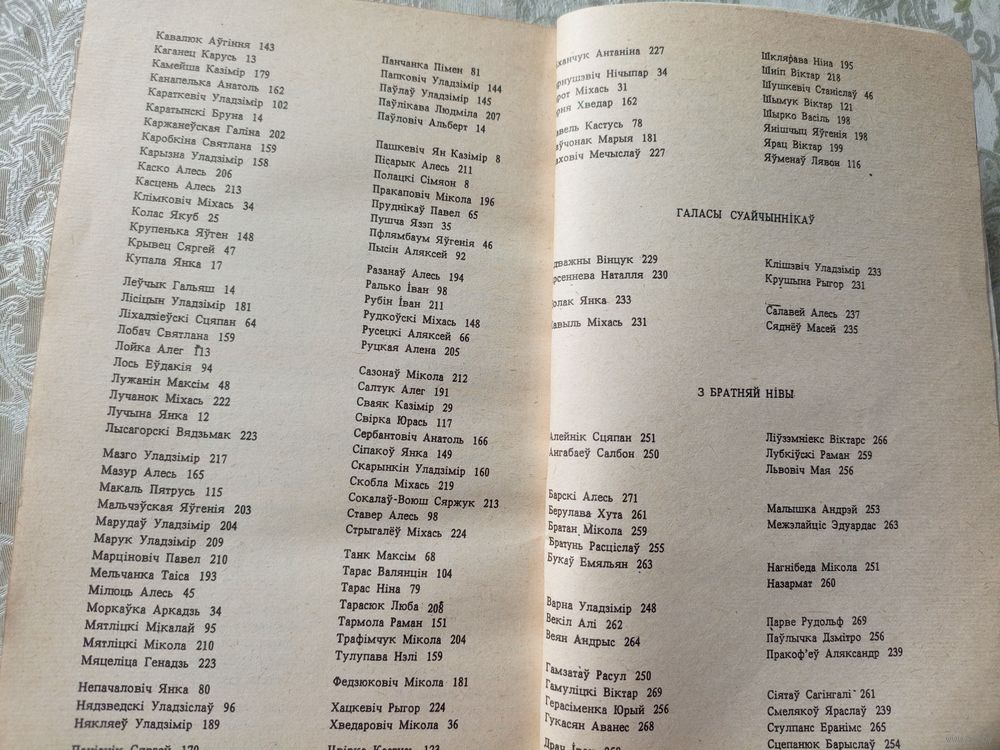 Кавалюк Аўгіння 143
Каганец Карусь 13
Камейша Казімір 179
Канапелька Анатоль 162
Караткевіч Уладзімір 102
Каратынскі Бруна 14
Каржанеўская Галіна 202
Каробкіна Святлана 159
Карызна Уладзімір 158
Каско Алесь 206
Касцень Алесь 213
Клімковіч Міхась 34
Колас Якуб 25
Крупенька Яўген 148
Крывец Сяргей 47
Купала Янка 17
Леўчык Гальяш 14
Лісіцын Уладзімір 181
Ліхадзіеўскі Сцяпан 64
Лобач Святлана 159
Лойка Алег 113
Лось Еўдакія 94
Лужанін Максім 48
Лучанок Міхась 222
Лучына Янка 12
Лысагорскі Вядзьмак 223
Мазго Уладзімір 217
Мазур Алесь 165
Макаль Пятрусь 115
Мальчэўская Яўгенія 203
Марудаў Уладзімір 204
Марук Уладзімір 209
Марціновіч Павел 210
Мельчанка Таіса 193
Мілюць Алесь 45
Моркаўка Аркадзь 34
Мятліцкі Мікалай 95
Мятліцкі Мікола 210
Мяцеліца Генадзь 223
Непачаловіч Янка 80
Нядзведскі Уладзіслаў 96
Някляеў Уладзімір 189
Панчанка Пімен 81
Папковіч Уладзімір 144
Паўлаў Уладзімір 145
Паўлікава Людміла 207
Паўловіч Альберт 14
Пашкевіч Ян Казімір 8
Пісарык Алесь 211
Полацкі Сімяон 8
Пракаповіч Мікола 196
Пруднікаў Павел 65
Пушча Язэп 35
Пфлямбаум Яўгенія 46
Пысін Аляксей 92
Разанаў Алесь 194
Ралько Іван 98
Рубін Іван 211
Рудкоўскі Міхась 148
Русецкі Аляксей 66
Руцкая Алена 205
Сазонаў Мікола 212
Салтук Алег 191
Сваяк Казімір 29
Свірка Юрась 117
Сербантовіч Анатоль 166
Сіпакоў Янка 149
Скарынкін Уладзімір 160
Скобла Міхась 219
Сокалаў-Воюш Сяржук 213
Ставер Алесь 98
Стрыгалёў Міхась 224
Танк Максім 68
Тарас Валянцін 104
Тарас Ніна 79
Тарасюк Люба 208
Тармола Раман 151
Трафімчук Мікола 204
Тулупава Нэлі 159
Федзюковіч Мікола 181
Хацкевіч Рыгор 224
Хведаровіч Мікола 36
Антаніна 227
Нічыпар 34
Міхась 31
Хведар 162
Кастусь 78
Марыя 181
Мечыслаў 227
Шклярава Ніна 195
Шніп Віктар 218
Шушкевіч Станіслаў 46
Шымук Віктар 121
Шырко Васіль 198
Янішчыц Яўгенія 198
Ярац Віктар 199
Яўменаў Лявон 116
ГАЛАСЫ СУАЙЧЫННІКАЎ
Вінцук 229
Наталля 230
Янка 233
Міхась 231
Клішэвіч Уладзімір 233
Крушына Рыгор 231
Салавей Алесь 237
Сяднёў Масей 235
З БРАТНЯЙ НІВЫ
Алейнік Сцяпан 251
Ангабаеў Салбон 250
Барскі Алесь 271
Берулава Хута 261
Братан Мікола 259
Братунь Расціслаў 255
Букаў Емяльян 263
Варна Уладзімір 248
Векіл Алі 262
Веян Андрыс 264
Гамзатаў Расул 250
Гамуліцкі Віктар 269
Герасіменка Юрый 256
Гукасян Аванес 268
Ліўзэмніекс Віктарс 266
Лубкіўскі Раман 259
Львовіч Мая 256
Малышка Андрэй 253
Межэлайціс Эдуардас 263
Нагнібеда Мікола 251
Назармат 260
Парве Рудольф 269
Паўлычка Дзмітро 256
Пракоф'еў Аляксандр 239
Сіятаў Сагінгалі 261
Смелякоў Яраслаў 239
Стулпанс Еранімс 265
Сцепанюк Барыслаў 254